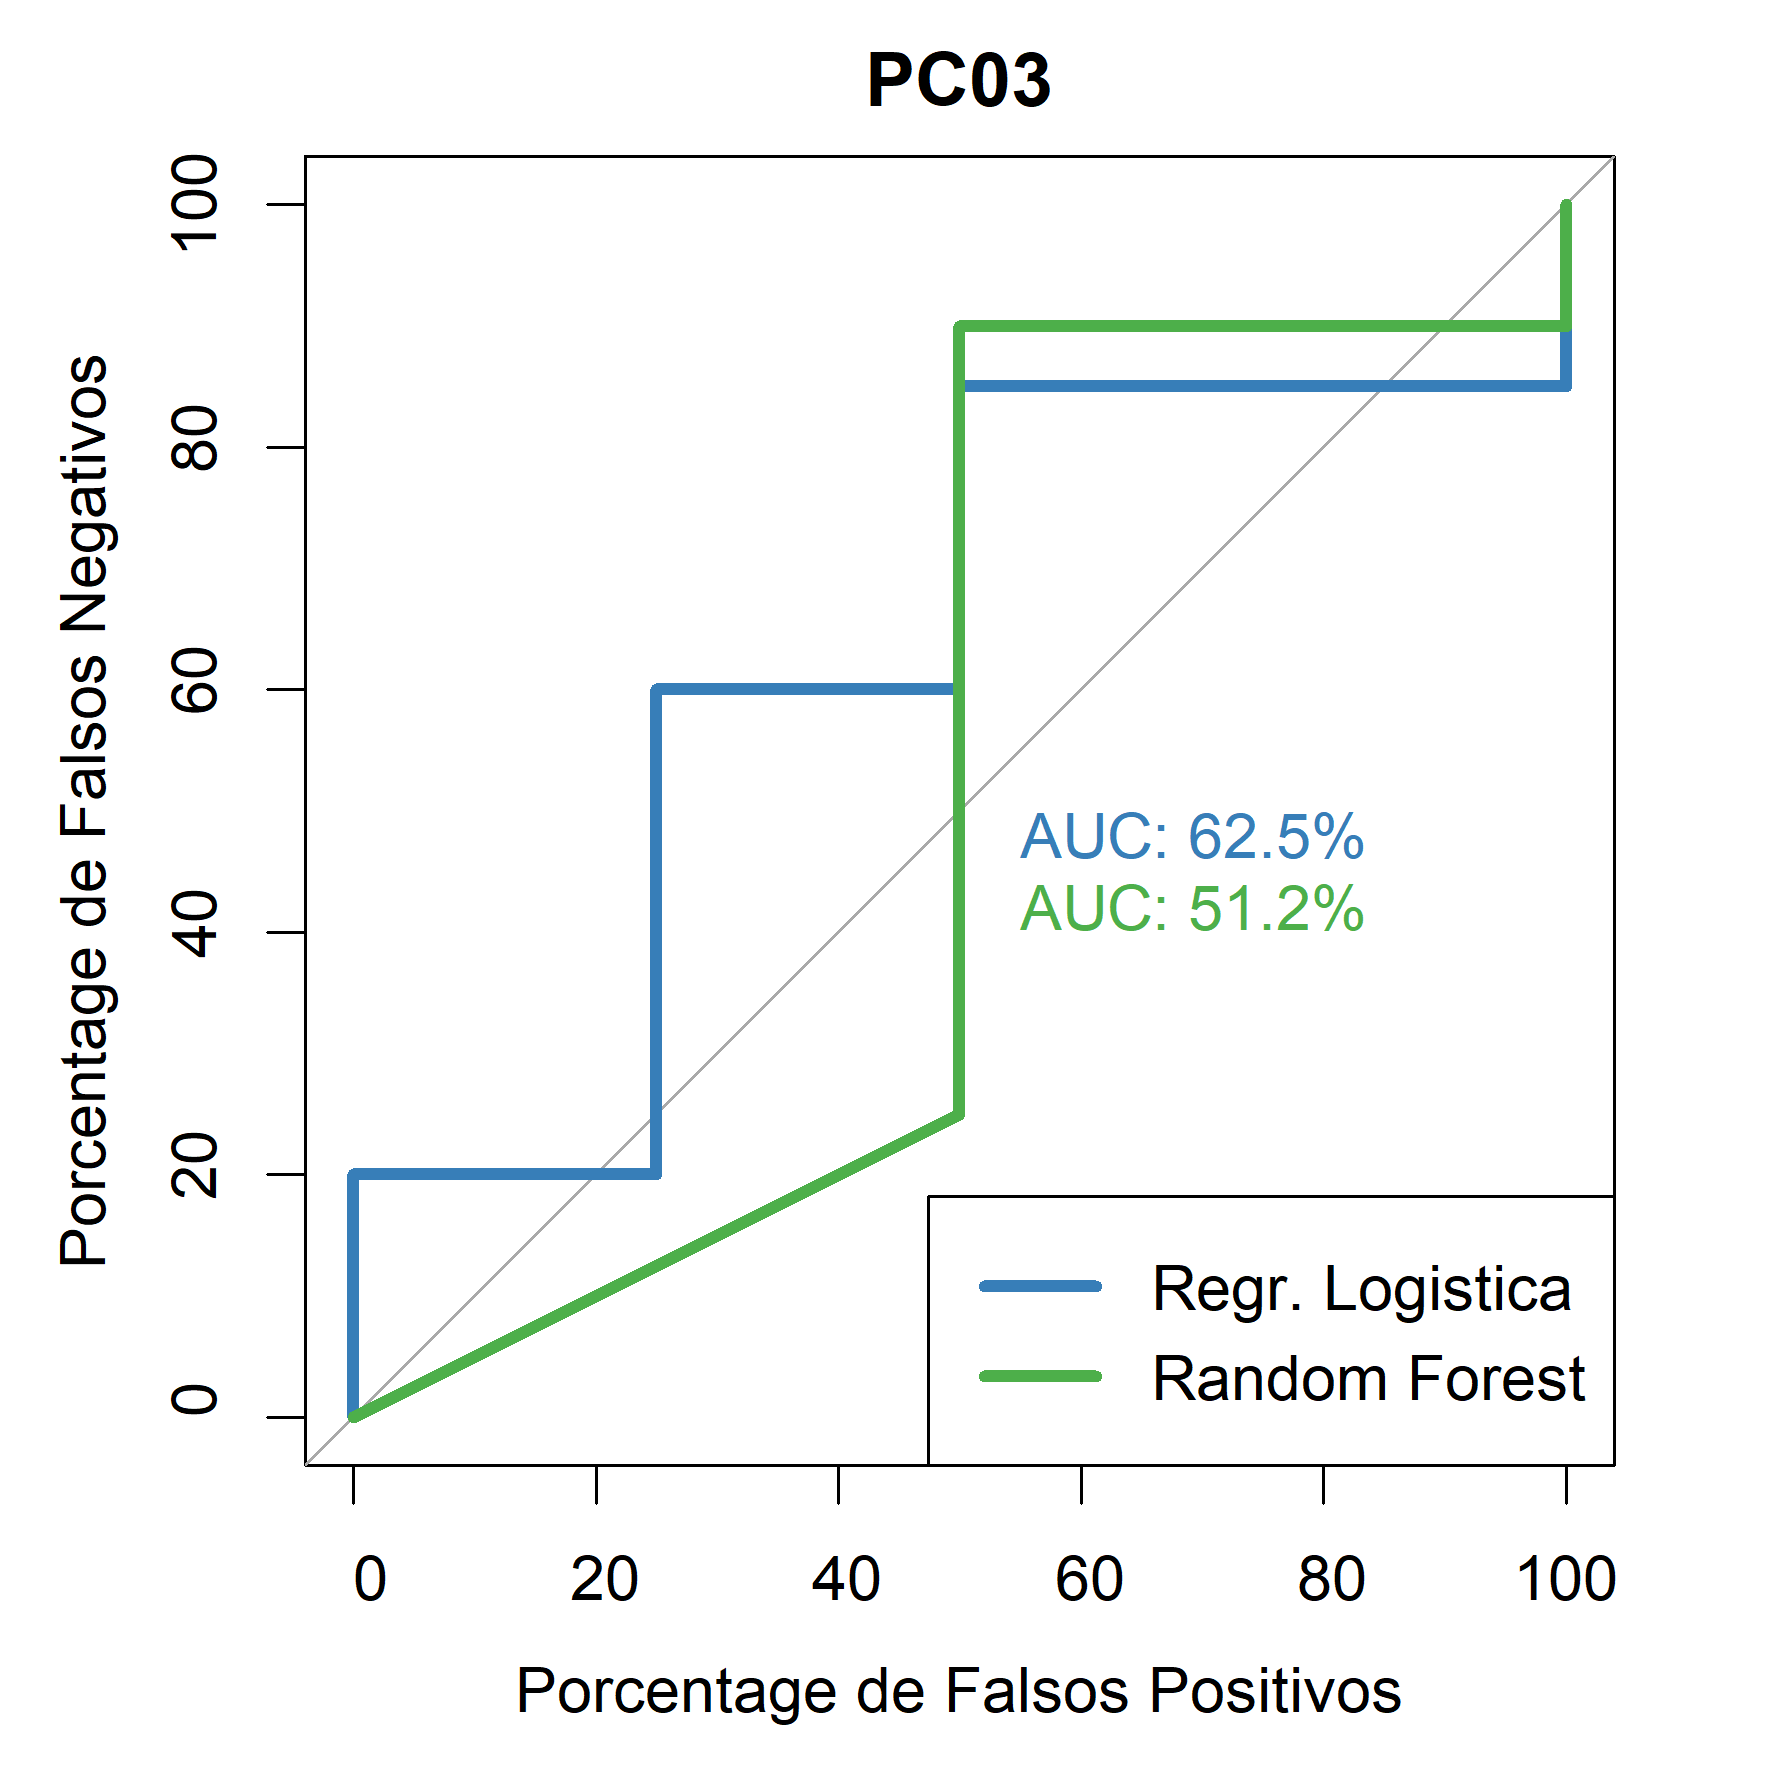 PC03
Porcentage de Falsos Negativos
100
80
60
40
20
0
AUC: 62.5%
AUC: 51.2%
Regr. Logistica
Random Forest
0 20 40 60 80 100
Porcentage de Falsos Positivos